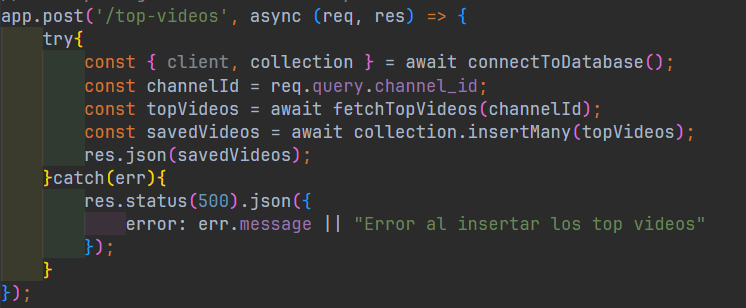 app.post('/top-videos', async (req, res) => {
    try{
        const { client, collection } = await connectToDatabase();
        const channelId = req.query.channel_id;
        const topVideos = await fetchTopVideos(channelId);
        const savedVideos = await collection.insertMany(topVideos);
        res.json(savedVideos);
    }catch(err){
        res.status(500).json({
            error: err.message || "Error al insertar los top videos"
        });
    }
});